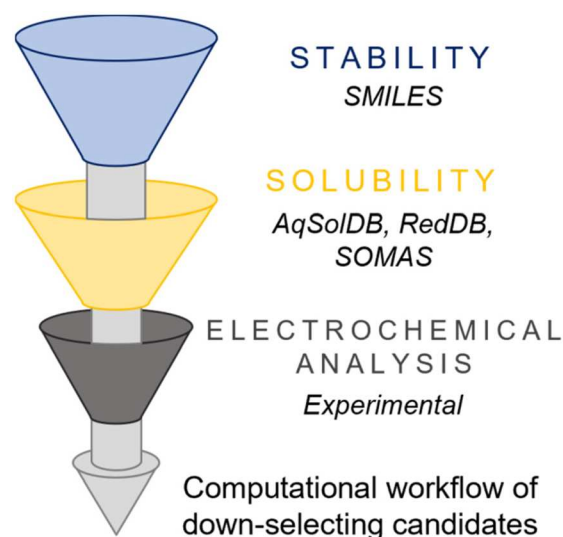 STABILITY
SMILES
SOLUBILITY
AqSolDB, RedDB,
SOMAS
ELECTROCHEMICAL
ANALYSIS
Experimental
Computational workflow of
down-selecting candidates